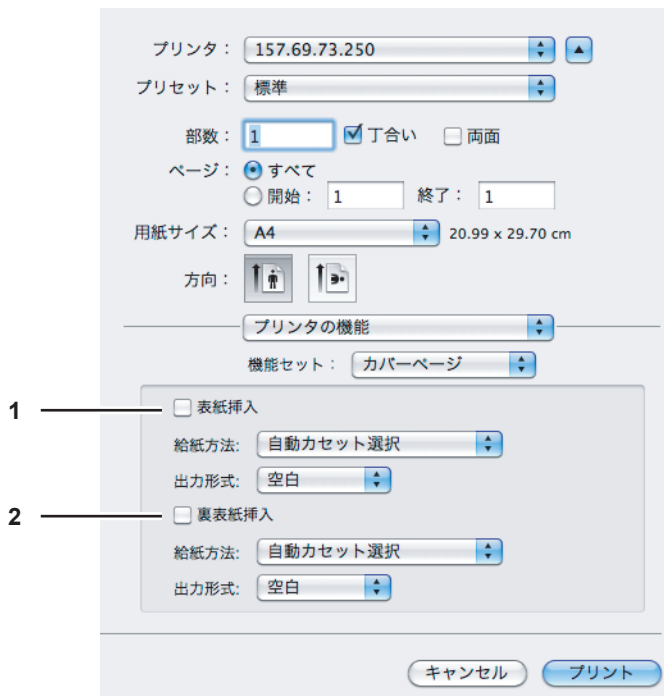 プリンタ： 157.69.73.250
プリセット： 標準
部数： 1 丁合い 両面
ページ： すべて
開始： 1 終了： 1
用紙サイズ： A4 20.99 x 29.70 cm
方向：
プリンタの機能
機能セット： カバーページ
1 表紙挿入
給紙方法: 自動カセット選択
出力形式: 空白
2 裏表紙挿入
給紙方法: 自動カセット選択
出力形式: 空白
キャンセル プリント